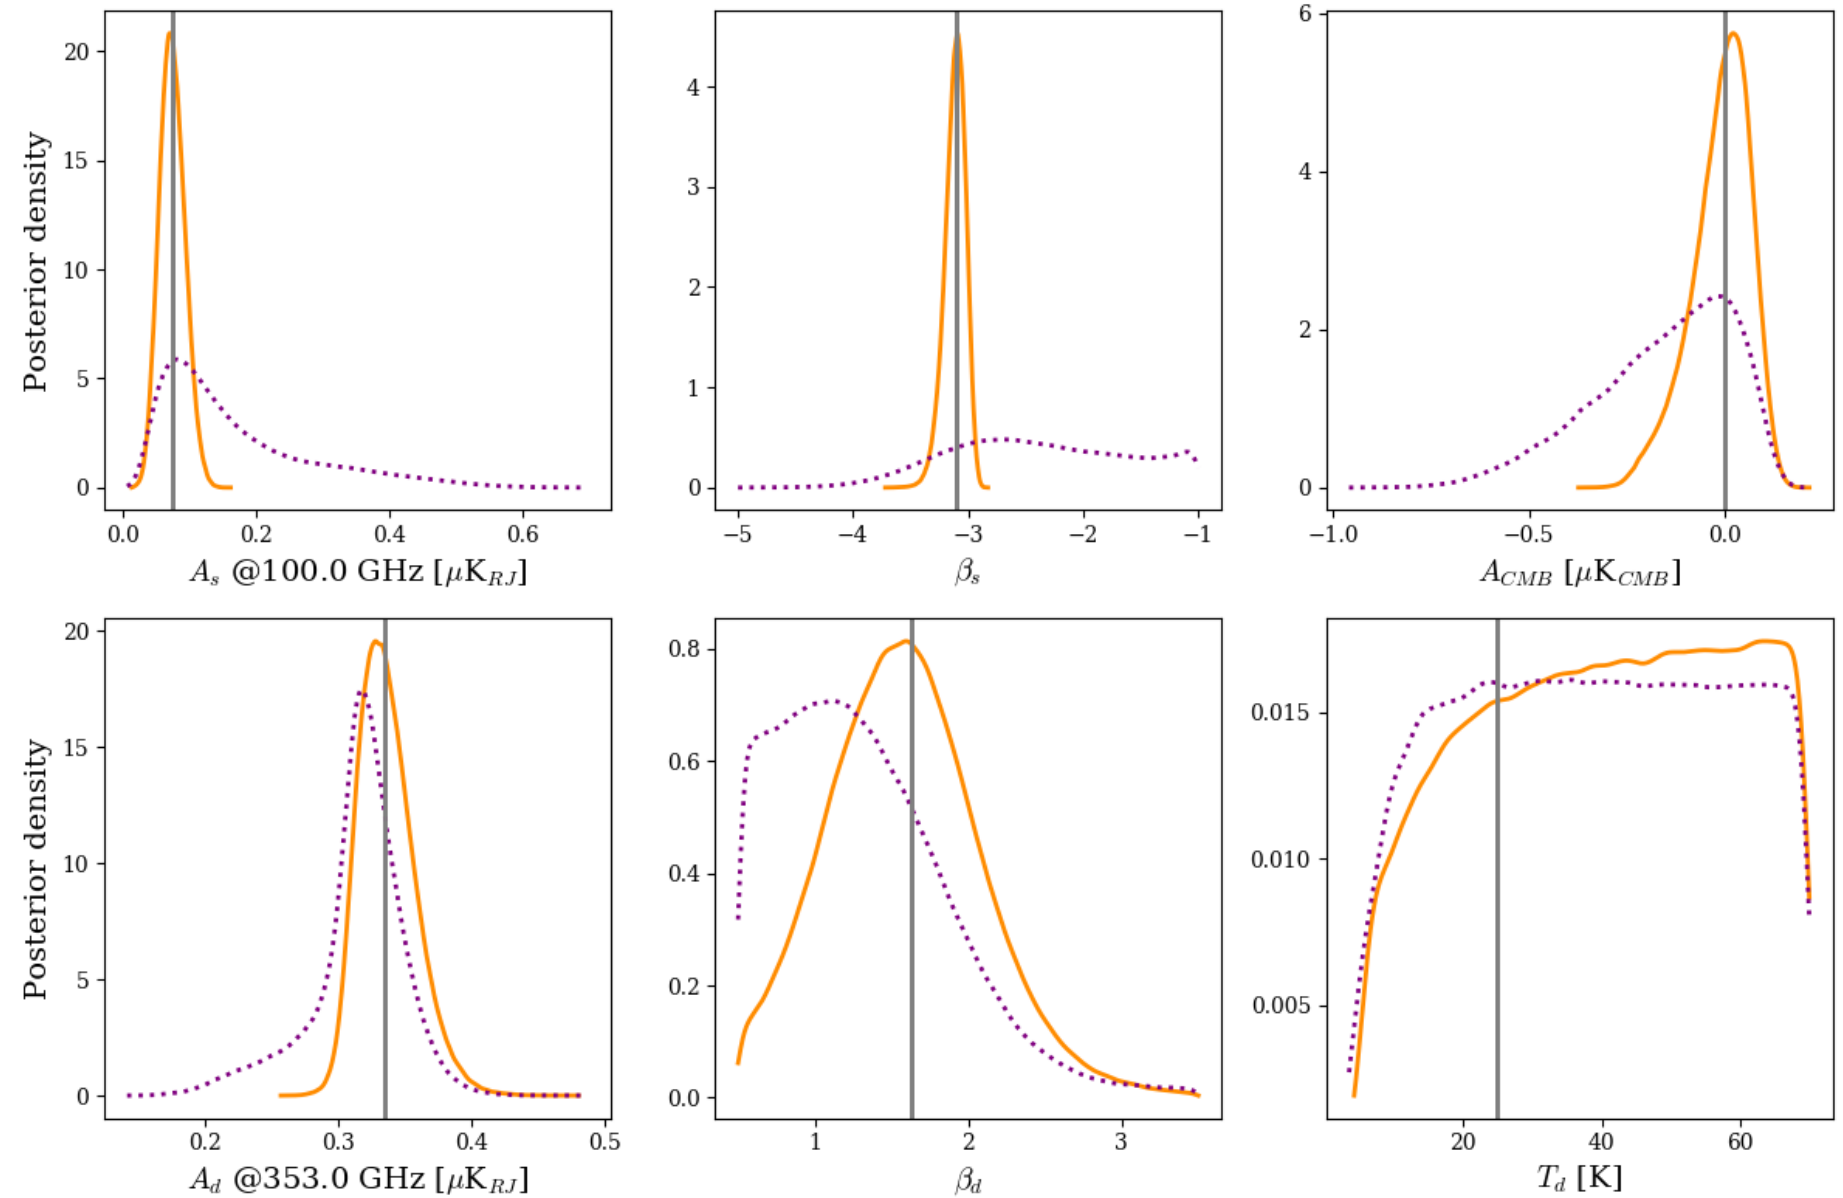 Posterior density
20
15
10
5
0
0.0 0.2 0.4 0.6
A_s @100.0 GHz [μK_RJ]
4
3
2
1
0
−5 −4 −3 −2 −1
β_s
6
4
2
0
−1.0 −0.5 0.0
A_CMB [μK_CMB]
Posterior density
20
15
10
5
0
0.2 0.3 0.4 0.5
A_d @353.0 GHz [μK_RJ]
0.8
0.6
0.4
0.2
0.0
1 2 3
β_d
0.015
0.010
0.005
20 40 60
T_d [K]